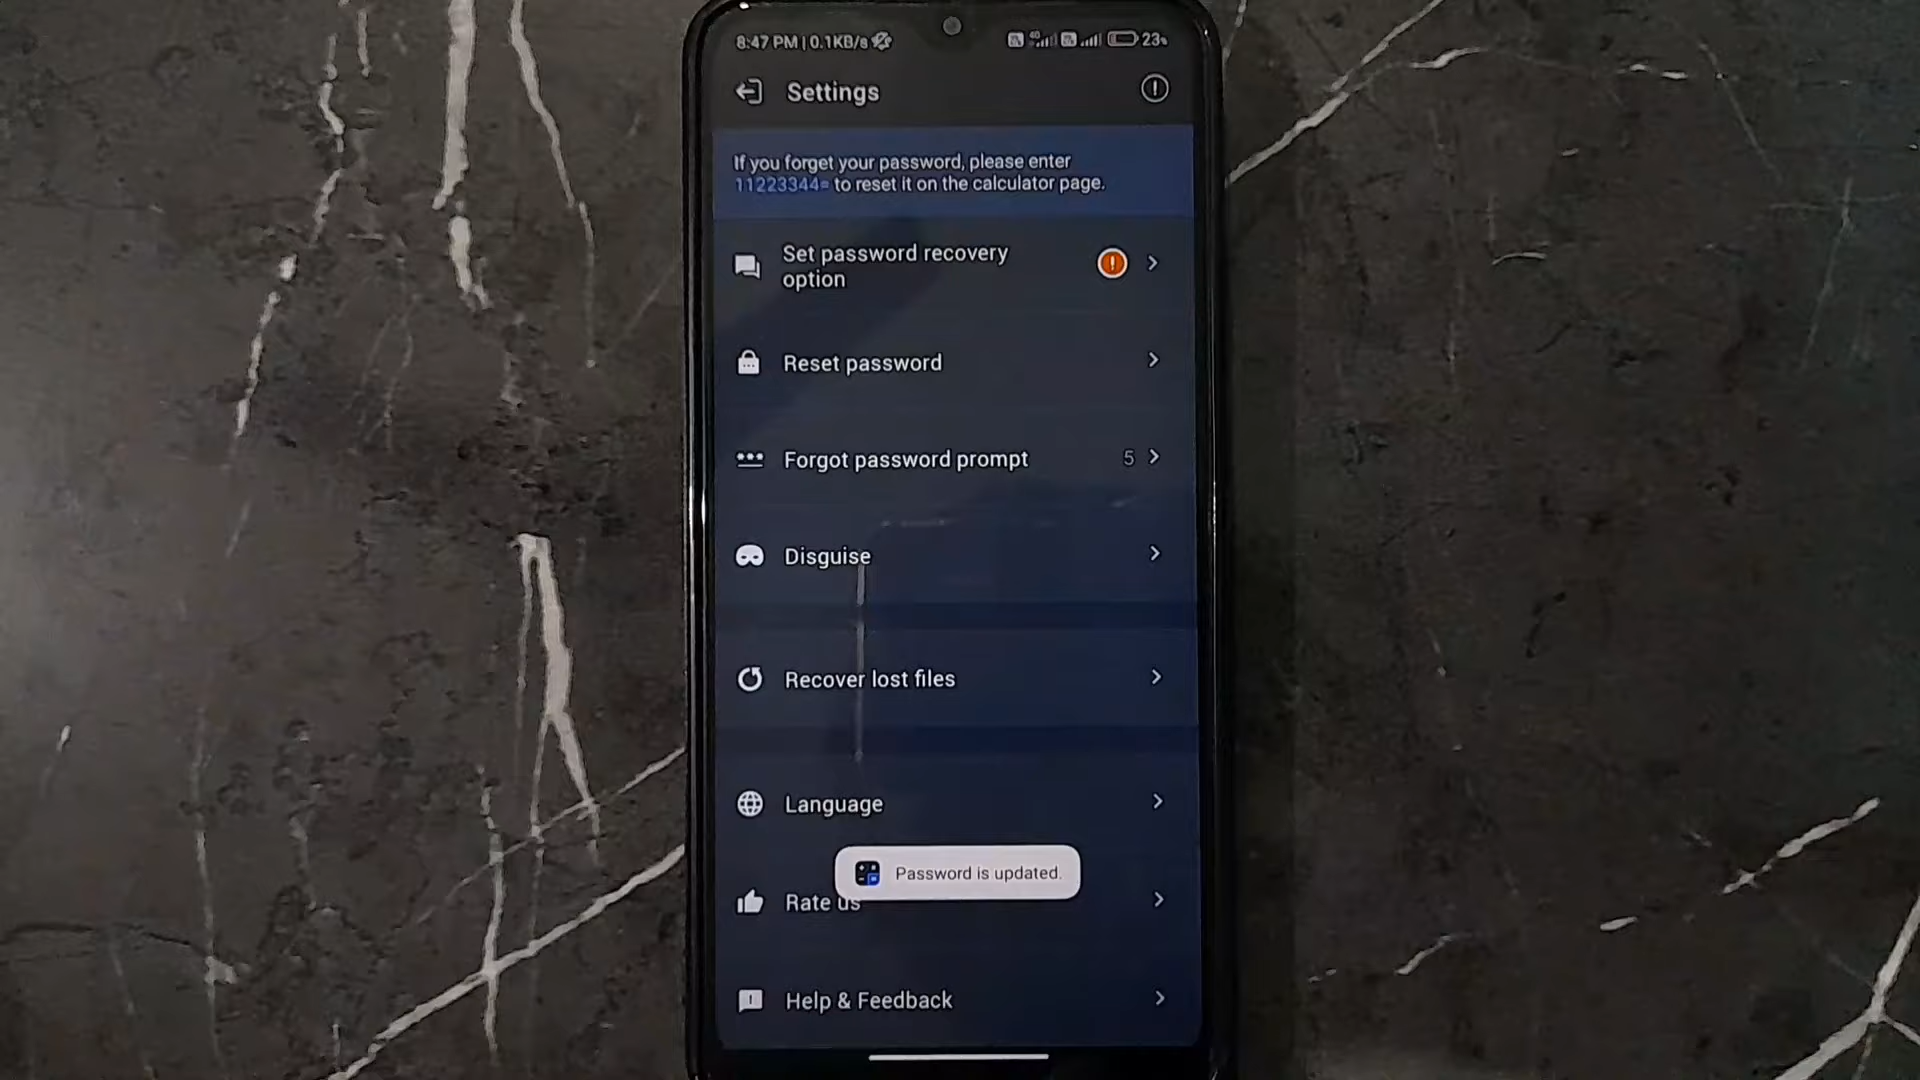 8:47 PM | 0.1KB/s
4G
23%
Settings
If you forget your password, please enter
11223344= to reset it on the calculator page.
Set password recovery
option
Reset password
Forgot password prompt
5
Disguise
Recover lost files
Language
Password is updated.
Rate us
Help & Feedback